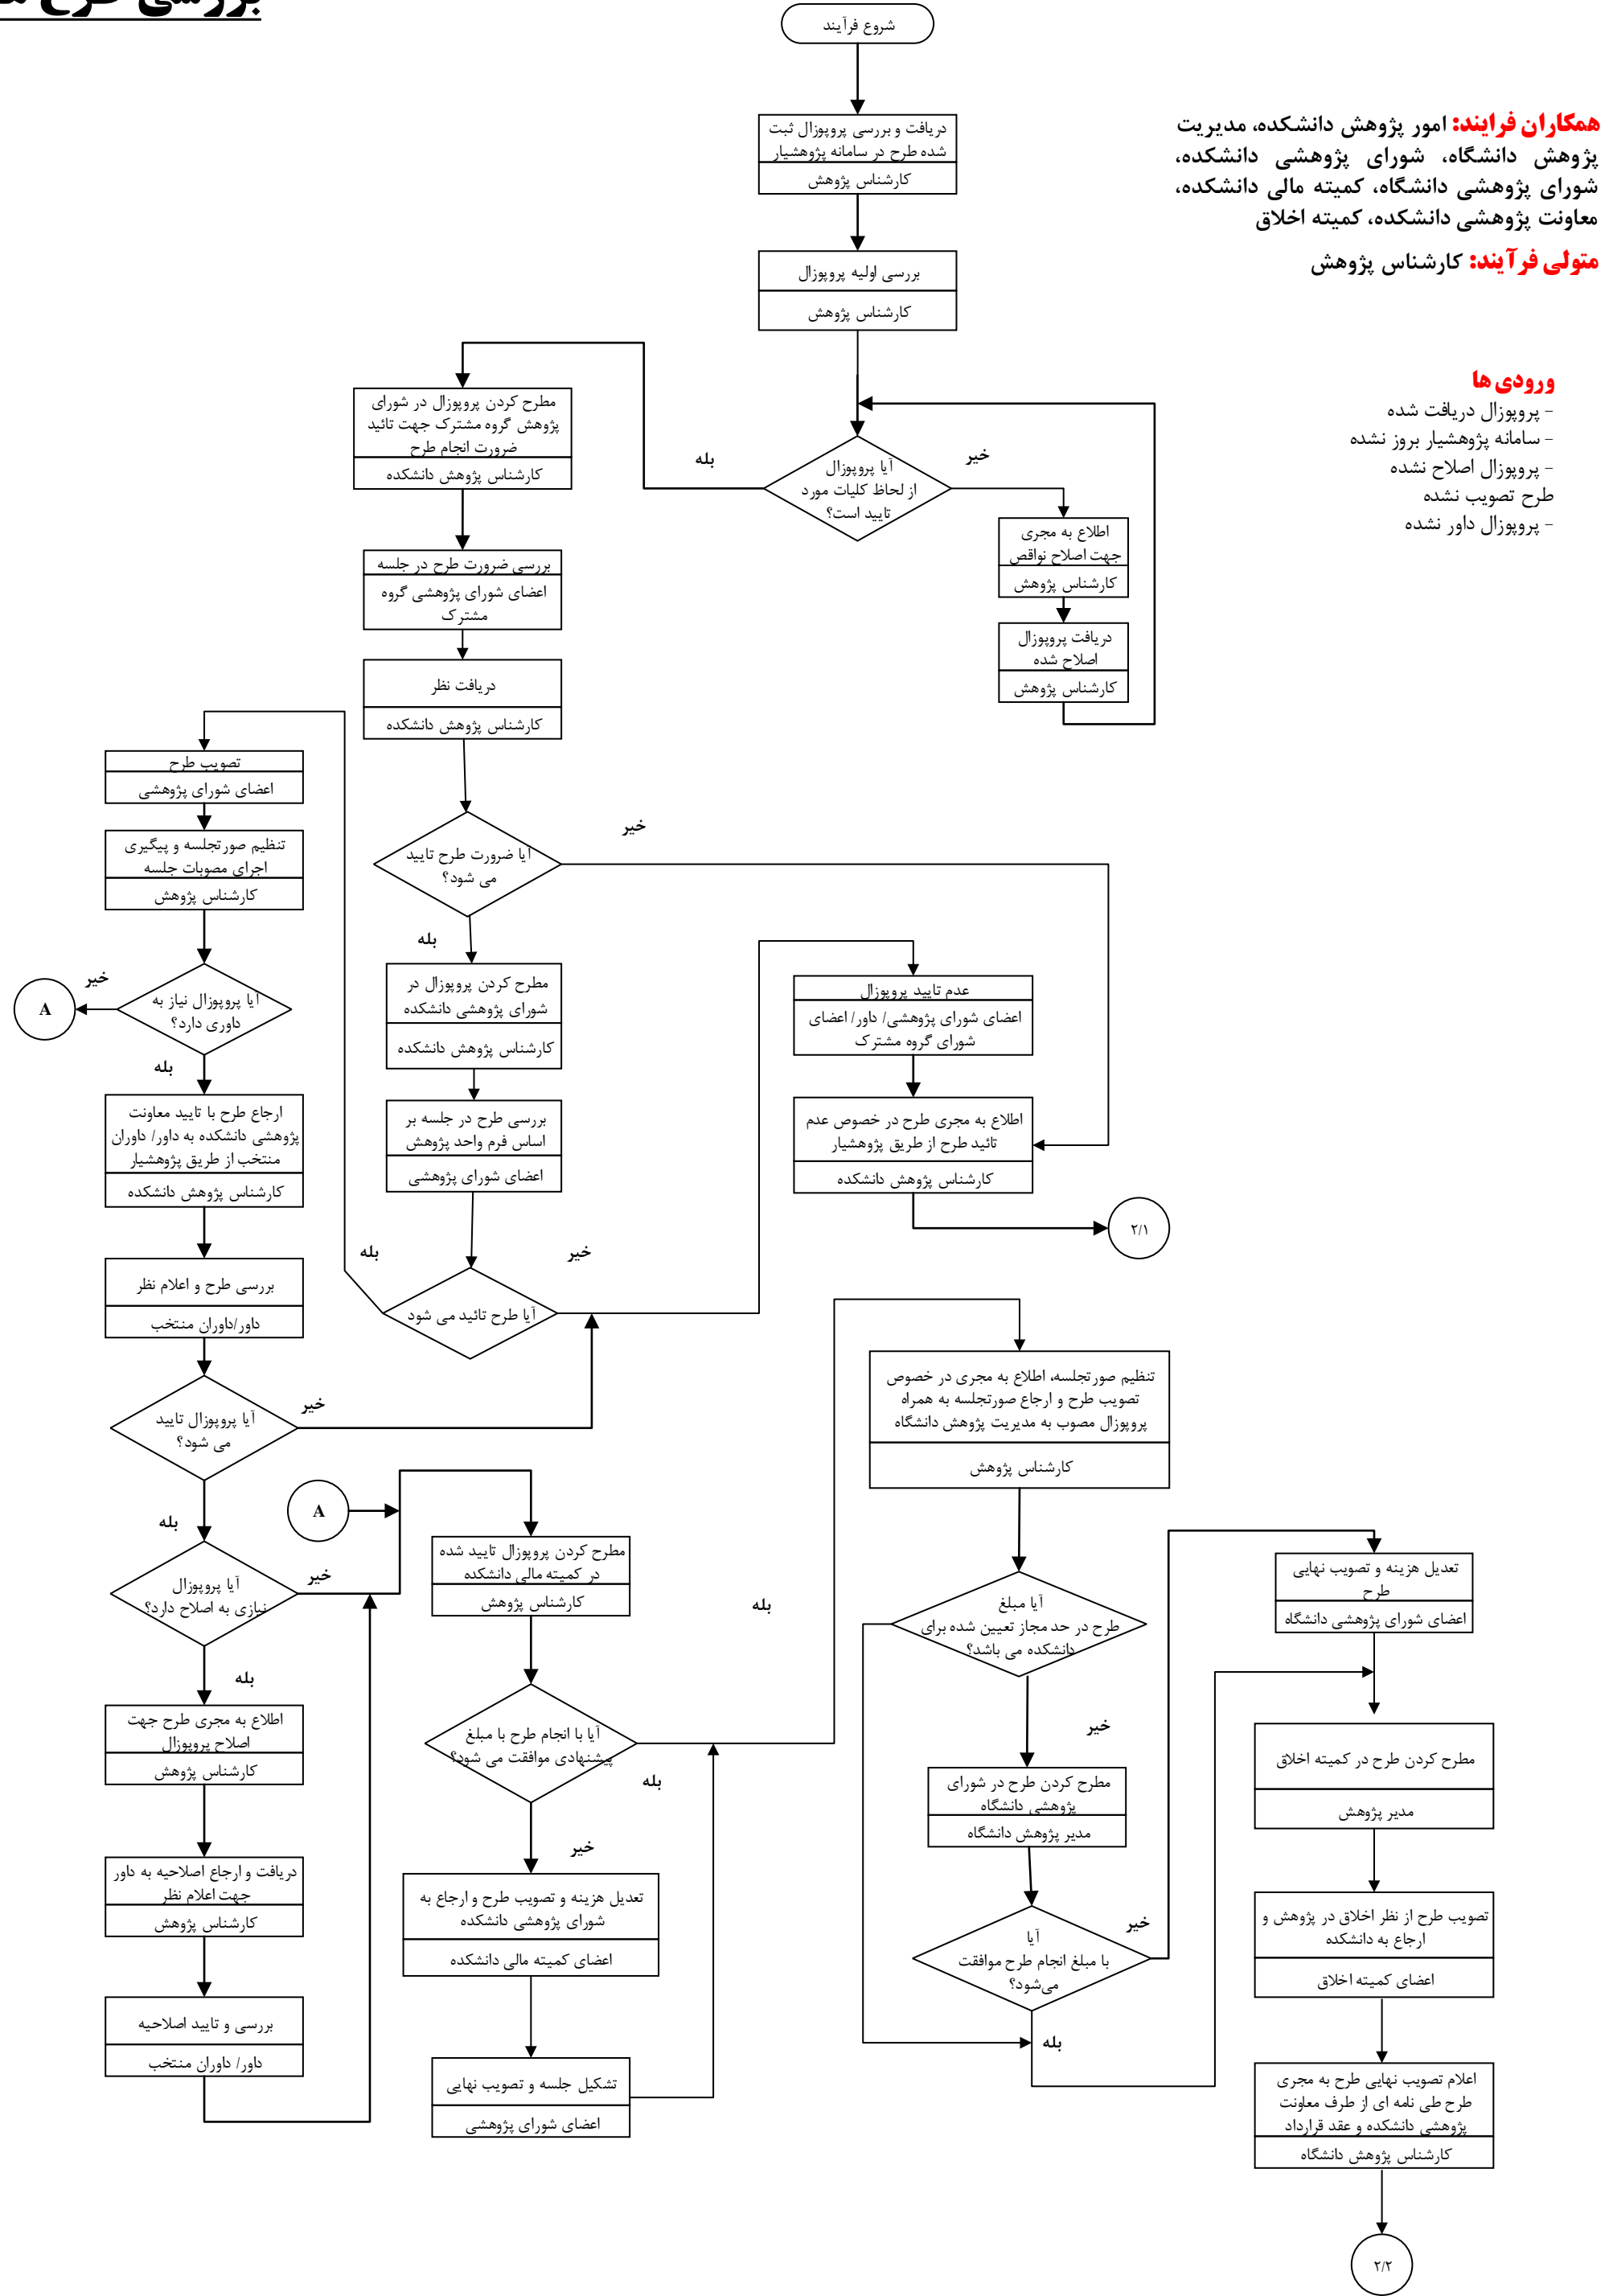 بررسی طرح
شروع فرآیند
همکاران فرایند: امور پژوهش دانشکده، مدیریت
پژوهش دانشگاه، شورای پژوهشی دانشکده،
شورای پژوهشی دانشگاه، کمیته مالی دانشکده،
معاونت پژوهشی دانشکده، کمیته اخلاق
متولی فرآیند: کارشناس پژوهش
ورودی ها
- پروپوزال دریافت شده
- سامانه پژوهشیار بروز نشده
- پروپوزال اصلاح نشده
طرح تصویب نشده
- پروپوزال داور نشده
دریافت و بررسی پروپوزال ثبت
شده طرح در سامانه پژوهشیار
کارشناس پژوهش
بررسی اولیه پروپوزال
کارشناس پژوهش
آیا پروپوزال
از لحاظ کلیات مورد
تایید است؟
خیر
بله
اطلاع به مجری
جهت اصلاح نواقص
کارشناس پژوهش
دریافت پروپوزال
اصلاح شده
کارشناس پژوهش
مطرح کردن پروپوزال در شورای
پژوهش گروه مشترک جهت تائید
ضرورت انجام طرح
کارشناس پژوهش دانشکده
بررسی ضرورت طرح در جلسه
اعضای شورای پژوهشی گروه
مشترک
دریافت نظر
کارشناس پژوهش دانشکده
آیا ضرورت طرح تایید
می شود؟
خیر
بله
مطرح کردن پروپوزال در
شورای پژوهشی دانشکده
کارشناس پژوهش دانشکده
بررسی طرح در جلسه بر
اساس فرم واحد پژوهش
اعضای شورای پژوهشی
آیا طرح تائید می شود
خیر
بله
عدم تایید پروپوزال
اعضای شورای پژوهشی/ داور/ اعضای
شورای گروه مشترک
اطلاع به مجری طرح در خصوص عدم
تائید طرح از طریق پژوهشیار
کارشناس پژوهش دانشکده
۲/۱
تصویب طرح
اعضای شورای پژوهشی
تنظیم صورتجلسه و پیگیری
اجرای مصوبات جلسه
کارشناس پژوهش
آیا پروپوزال نیاز به
داوری دارد؟
خیر
A
بله
ارجاع طرح با تایید معاونت
پژوهشی دانشکده به داور/ داوران
منتخب از طریق پژوهشیار
کارشناس پژوهش دانشکده
بررسی طرح و اعلام نظر
داور/داوران منتخب
آیا پروپوزال تایید
می شود؟
خیر
بله
آیا پروپوزال
نیازی به اصلاح دارد؟
خیر
بله
A
اطلاع به مجری طرح جهت
اصلاح پروپوزال
کارشناس پژوهش
دریافت و ارجاع اصلاحیه به داور
جهت اعلام نظر
کارشناس پژوهش
بررسی و تایید اصلاحیه
داور/ داوران منتخب
مطرح کردن پروپوزال تایید شده
در کمیته مالی دانشکده
کارشناس پژوهش
آیا با انجام طرح با مبلغ
پیشنهادی موافقت می شود؟
بله
بله
خیر
تعدیل هزینه و تصویب طرح و ارجاع به
شورای پژوهشی دانشکده
اعضای کمیته مالی دانشکده
تشکیل جلسه و تصویب نهایی
اعضای شورای پژوهشی
تنظیم صورتجلسه، اطلاع به مجری در خصوص
تصویب طرح و ارجاع صورتجلسه به همراه
پروپوزال مصوب به مدیریت پژوهش دانشگاه
کارشناس پژوهش
آیا مبلغ
طرح در حد مجاز تعیین شده برای
دانشکده می باشد؟
خیر
مطرح کردن طرح در شورای
پژوهشی دانشگاه
مدیر پژوهش دانشگاه
آیا
با مبلغ انجام طرح موافقت
می‌شود؟
خیر
بله
تعدیل هزینه و تصویب نهایی
طرح
اعضای شورای پژوهشی دانشگاه
مطرح کردن طرح در کمیته اخلاق
مدیر پژوهش
تصویب طرح از نظر اخلاق در پژوهش و
ارجاع به دانشکده
اعضای کمیته اخلاق
اعلام تصویب نهایی طرح به مجری
طرح طی نامه ای از طرف معاونت
پژوهشی دانشکده و عقد قرارداد
کارشناس پژوهش دانشگاه
۲/۲